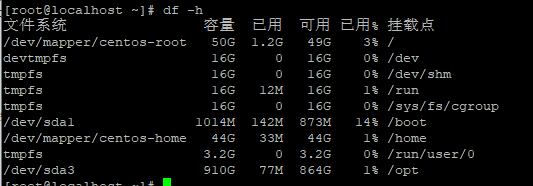 [root@localhost ~]# df -h
文件系统 容量 已用 可用 已用% 挂载点
/dev/mapper/centos-root 50G 1.2G 49G 3% /
devtmpfs 16G 0 16G 0% /dev
tmpfs 16G 0 16G 0% /dev/shm
tmpfs 16G 12M 16G 1% /run
tmpfs 16G 0 16G 0% /sys/fs/cgroup
/dev/sda1 1014M 142M 873M 14% /boot
/dev/mapper/centos-home 44G 33M 44G 1% /home
tmpfs 3.2G 0 3.2G 0% /run/user/0
/dev/sda3 910G 77M 864G 1% /opt
[root@localhost ~]#